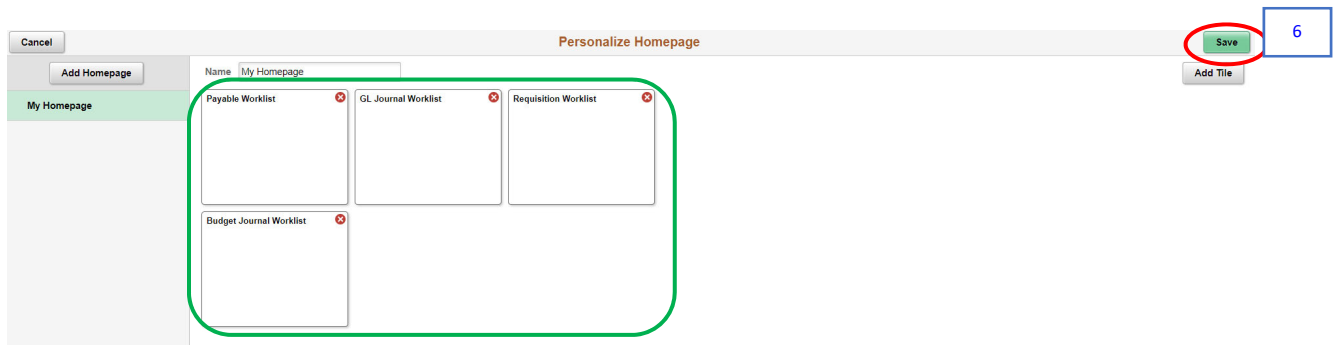 Cancel
Personalize Homepage
Save
6
Add Homepage
Name My Homepage
Add Tile
My Homepage
Payable Worklist
GL Journal Worklist
Requisition Worklist
Budget Journal Worklist